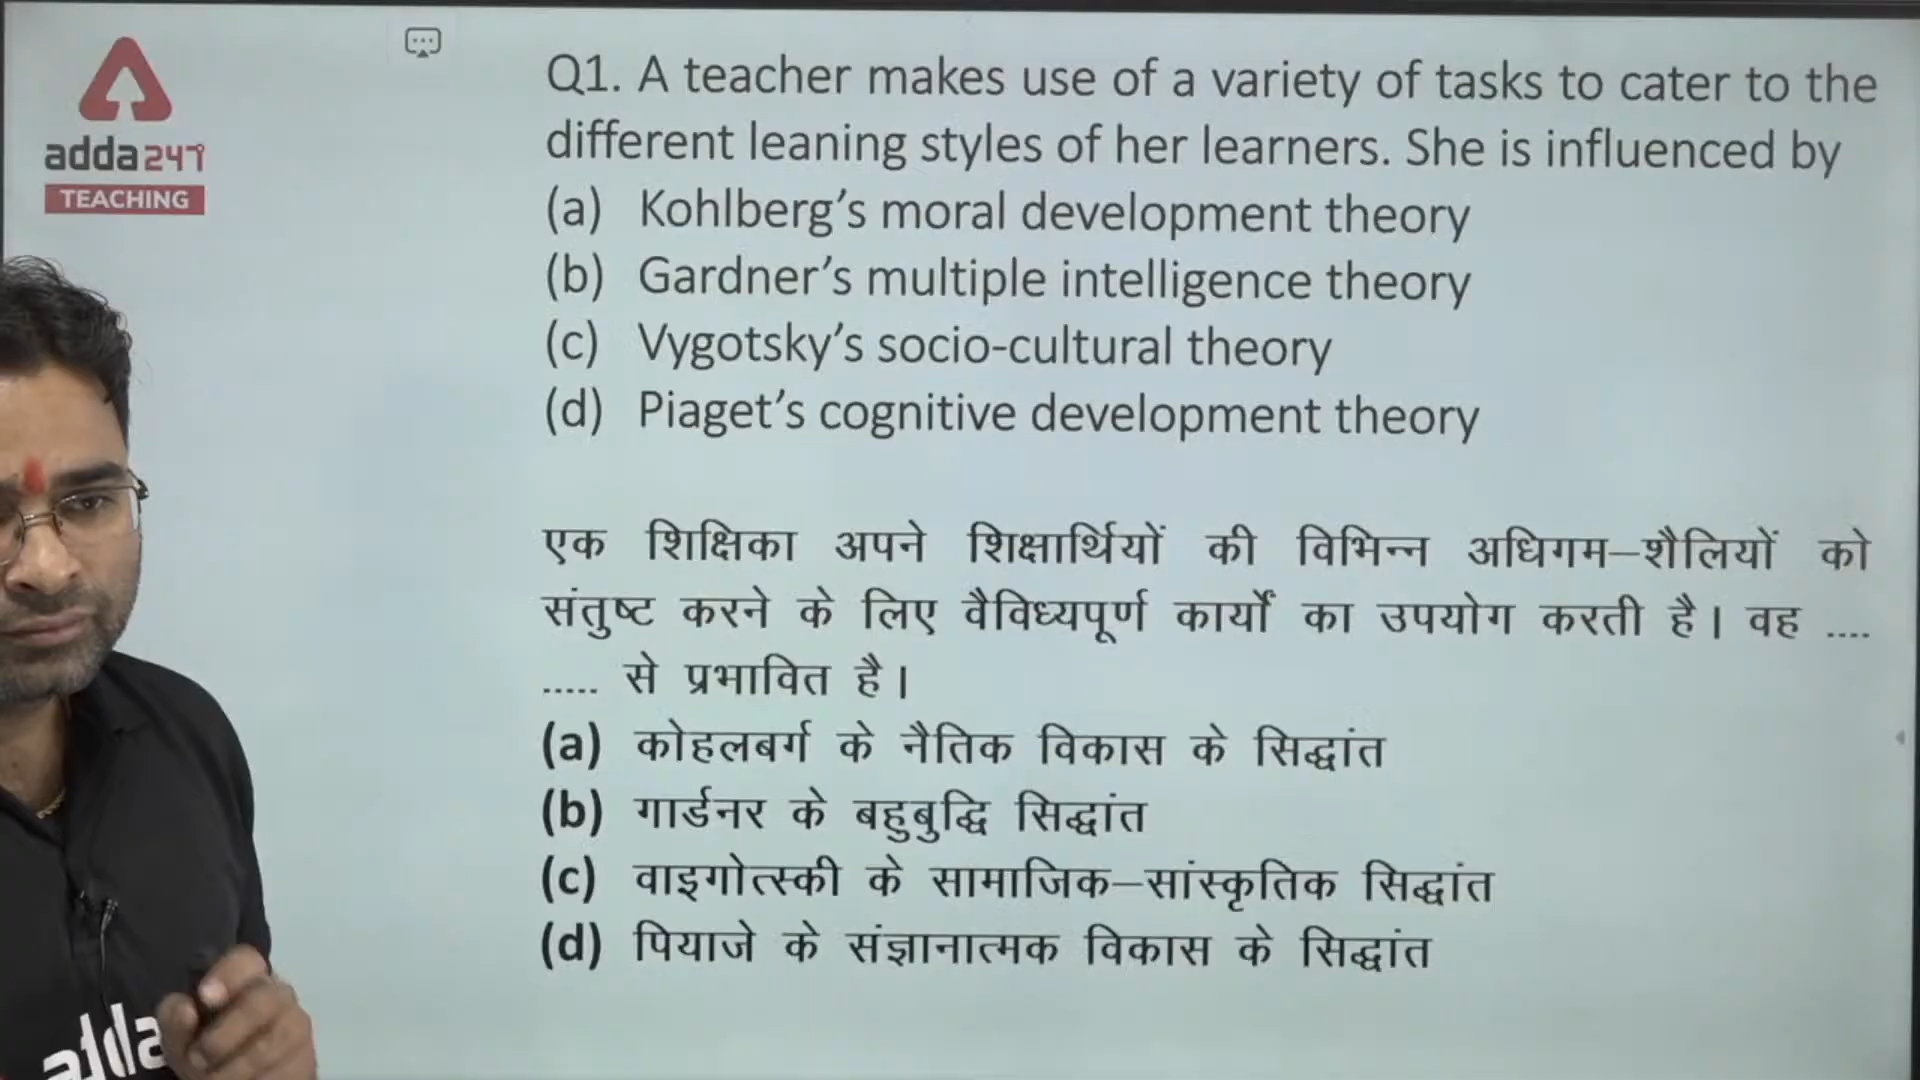 adda247
TEACHING
Q1. A teacher makes use of a variety of tasks to cater to the
different leaning styles of her learners. She is influenced by
(a) Kohlberg’s moral development theory
(b) Gardner’s multiple intelligence theory
(c) Vygotsky’s socio-cultural theory
(d) Piaget’s cognitive development theory
एक शिक्षिका अपने शिक्षार्थियों की विभिन्न अधिगम–शैलियों को
संतुष्ट करने के लिए वैविध्यपूर्ण कार्यों का उपयोग करती है। वह ....
..... से प्रभावित है।
(a) कोहलबर्ग के नैतिक विकास के सिद्धांत
(b) गार्डनर के बहुबुद्धि सिद्धांत
(c) वाइगोत्स्की के सामाजिक–सांस्कृतिक सिद्धांत
(d) पियाजे के संज्ञानात्मक विकास के सिद्धांत
adda